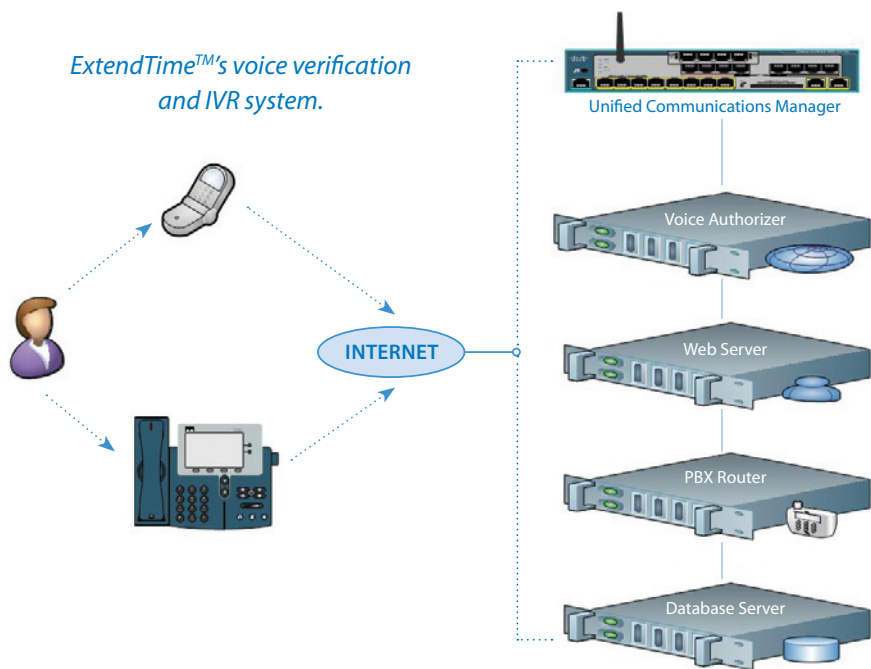 ExtendTime™'s voice verification
and IVR system.
Unified Communications Manager
Voice Authorizer
INTERNET
Web Server
PBX Router
Database Server